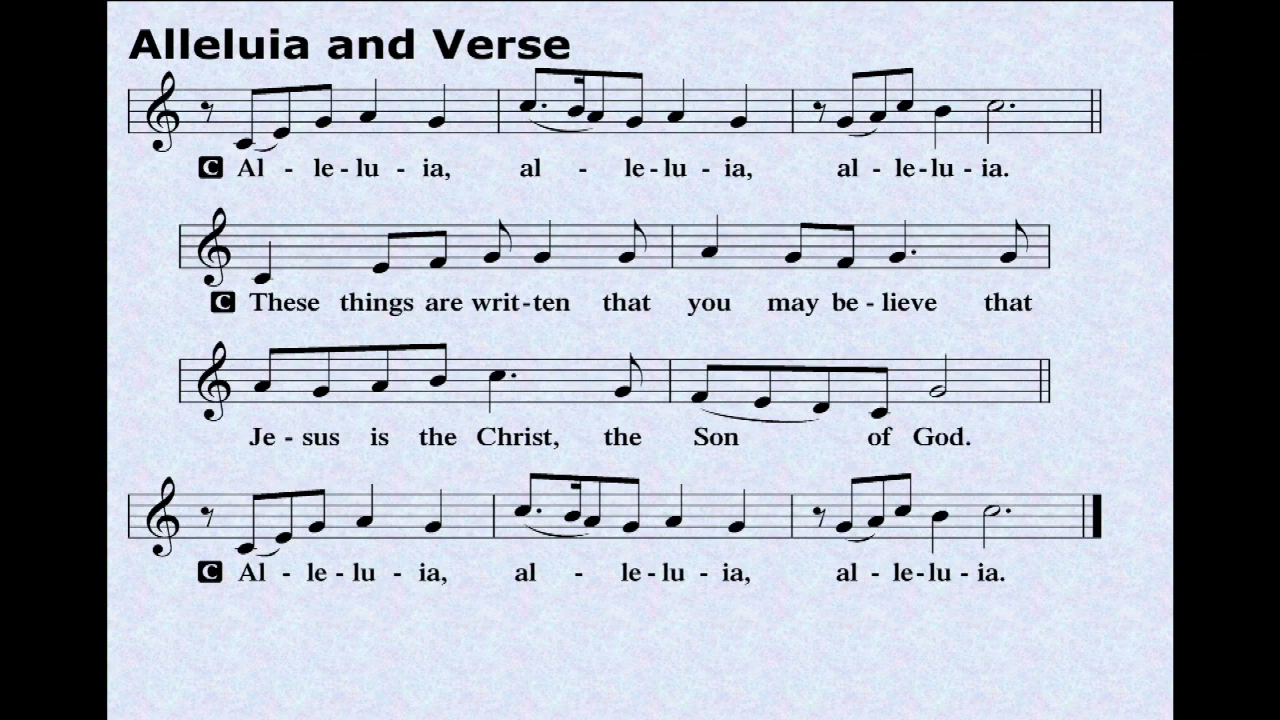 Alleluia and Verse
C Al - le - lu - ia, al - le - lu - ia, al - le - lu - ia.
C These things are writ - ten that you may be - lieve that
Je - sus is the Christ, the Son of God.
C Al - le - lu - ia, al - le - lu - ia, al - le - lu - ia.